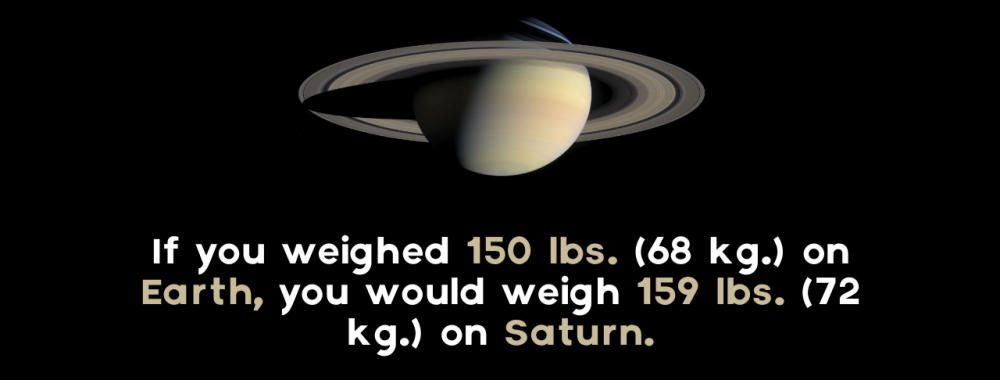 If you weighed 150 lbs. (68 kg.) on
Earth, you would weigh 159 lbs. (72
kg.) on Saturn.